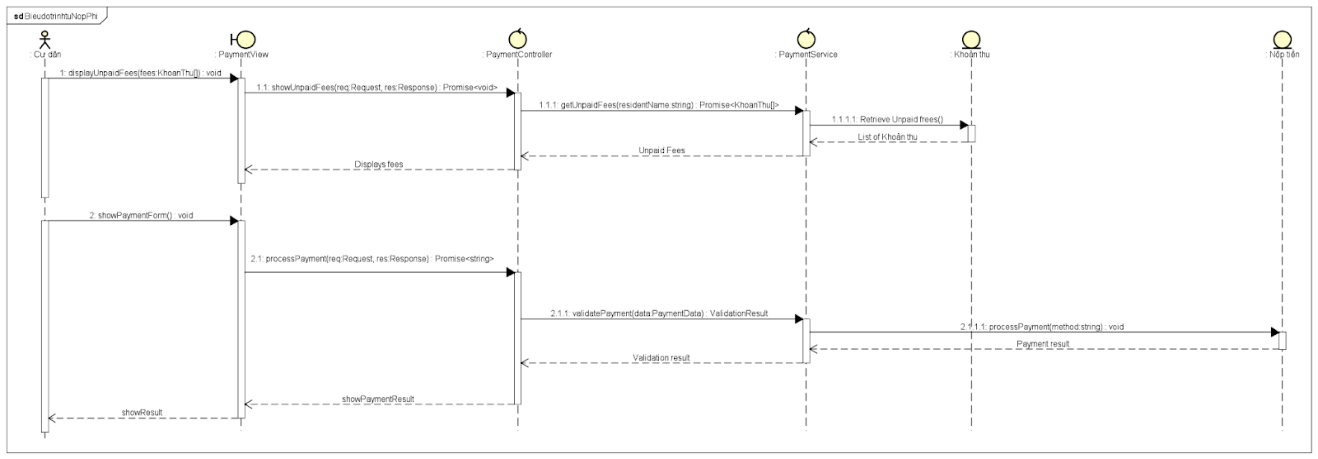 sd BieudotrinhtuNopPhi
: Cư dân
: PaymentView
: PaymentController
: PaymentService
: Khoản thu
: Nộp tiền
1: displayUnpaidFees(fees:KhoanThu[]) : void
1.1: showUnpaidFees(req:Request, res:Response) : Promise<void>
1.1.1: getUnpaidFees(residentName:string) : Promise<KhoanThu[]>
1.1.1.1: Retrieve Unpaid frees()
List of Khoản thu
Unpaid Fees
Displays fees
2: showPaymentForm() : void
2.1: processPayment(req:Request, res:Response) : Promise<string>
2.1.1: validatePayment(data:PaymentData) : ValidationResult
2.1.1.1: processPayment(method:string) : void
Payment result
Validation result
showPaymentResult
showResult